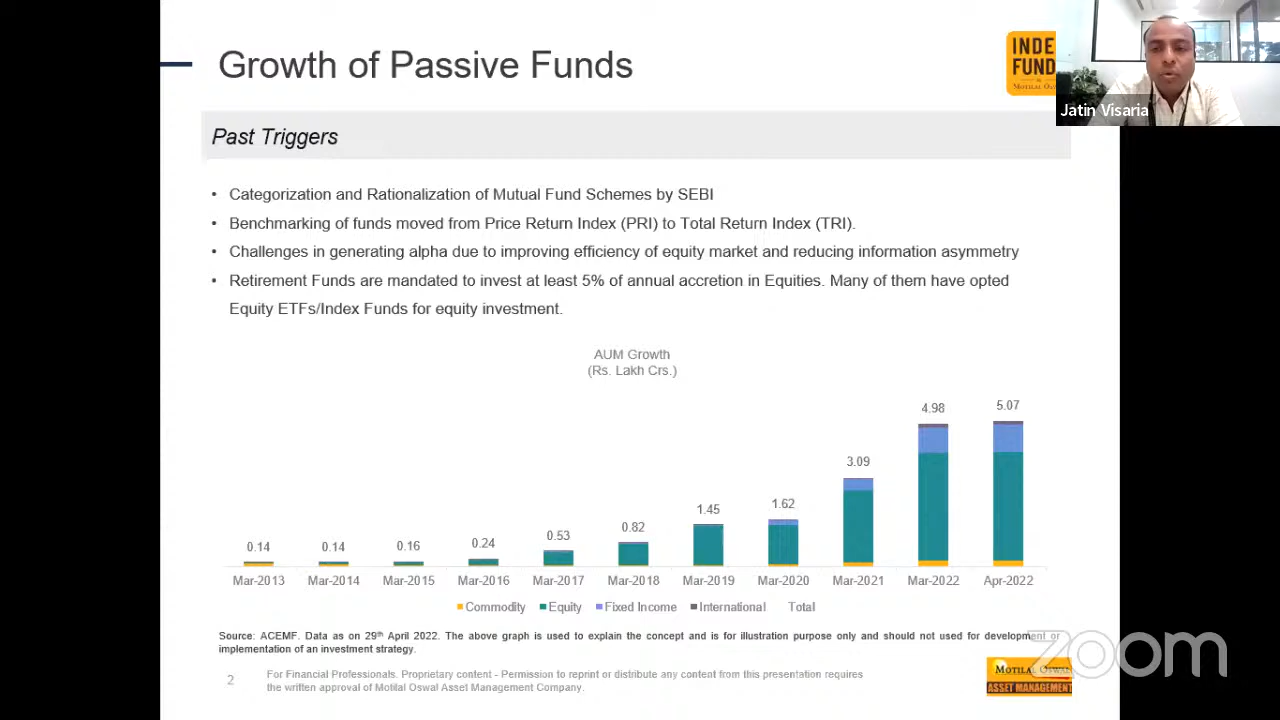 Growth of Passive Funds
INDE
FUND
MOTILAL
Jatin Visaria
Past Triggers
• Categorization and Rationalization of Mutual Fund Schemes by SEBI
• Benchmarking of funds moved from Price Return Index (PRI) to Total Return Index (TRI).
• Challenges in generating alpha due to improving efficiency of equity market and reducing information asymmetry
• Retirement Funds are mandated to invest at least 5% of annual accretion in Equities. Many of them have opted
Equity ETFs/Index Funds for equity investment.
AUM Growth
(Rs. Lakh Crs.)
0.14 0.14 0.16 0.24 0.53 0.82 1.45 1.62 3.09 4.98 5.07
Mar-2013 Mar-2014 Mar-2015 Mar-2016 Mar-2017 Mar-2018 Mar-2019 Mar-2020 Mar-2021 Mar-2022 Apr-2022
Commodity Equity Fixed Income International Total
Source: ACEMF. Data as on 29th April 2022. The above graph is used to explain the concept and is for illustration purpose only and should not used for development or
implementation of an investment strategy.
2
For Financial Professionals. Proprietary content - Permission to reprint or distribute any content from this presentation requires
the written approval of Motilal Oswal Asset Management Company.
MOTILAL OSWAL
ASSET MANAGEMENT
zoom